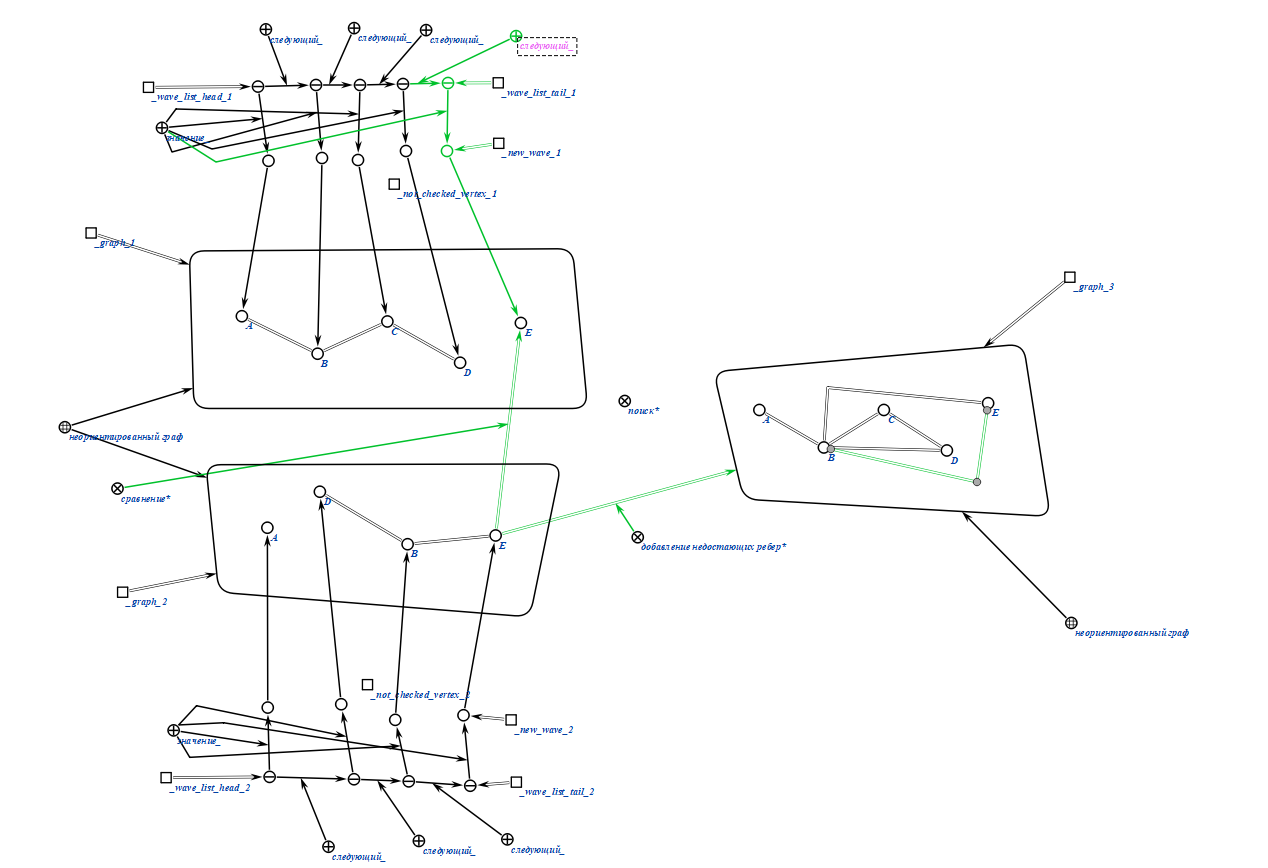 следующий_
следующий_
следующий_
следующий_
_wave_list_head_1
_wave_list_tail_1
значение_
_new_wave_1
_not_checked_vertex_1
_graph_1
_graph_3
A
B
C
D
E
поиск*
A
B
C
D
E
неориентированный граф
сравнение*
D
A
B
E
добавление недостающих ребер*
_graph_2
неориентированный граф
_not_checked_vertex_2
значение_
_new_wave_2
_wave_list_head_2
_wave_list_tail_2
следующий_
следующий_
следующий_